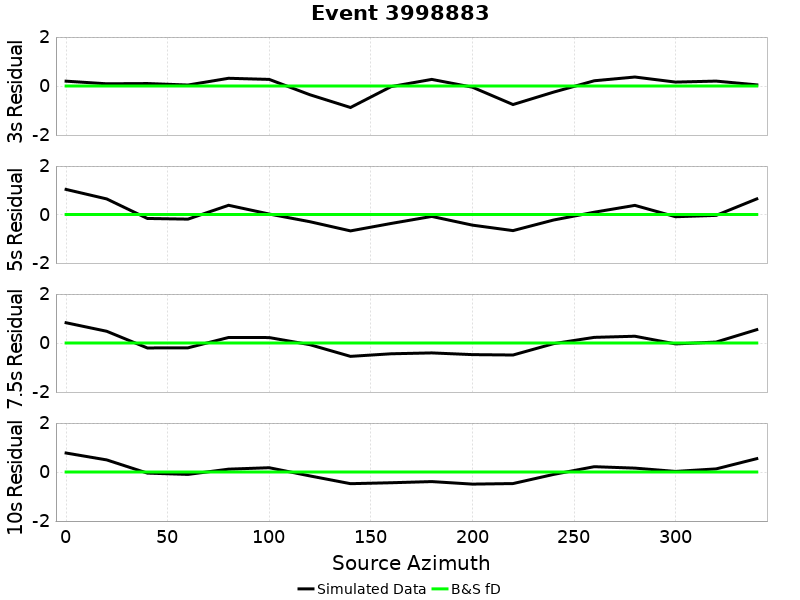 Event 3998883
3s Residual
2
0
-2
5s Residual
2
0
-2
7.5s Residual
2
0
-2
10s Residual
2
0
-2
0 50 100 150 200 250 300
Source Azimuth
Simulated Data B&S fD